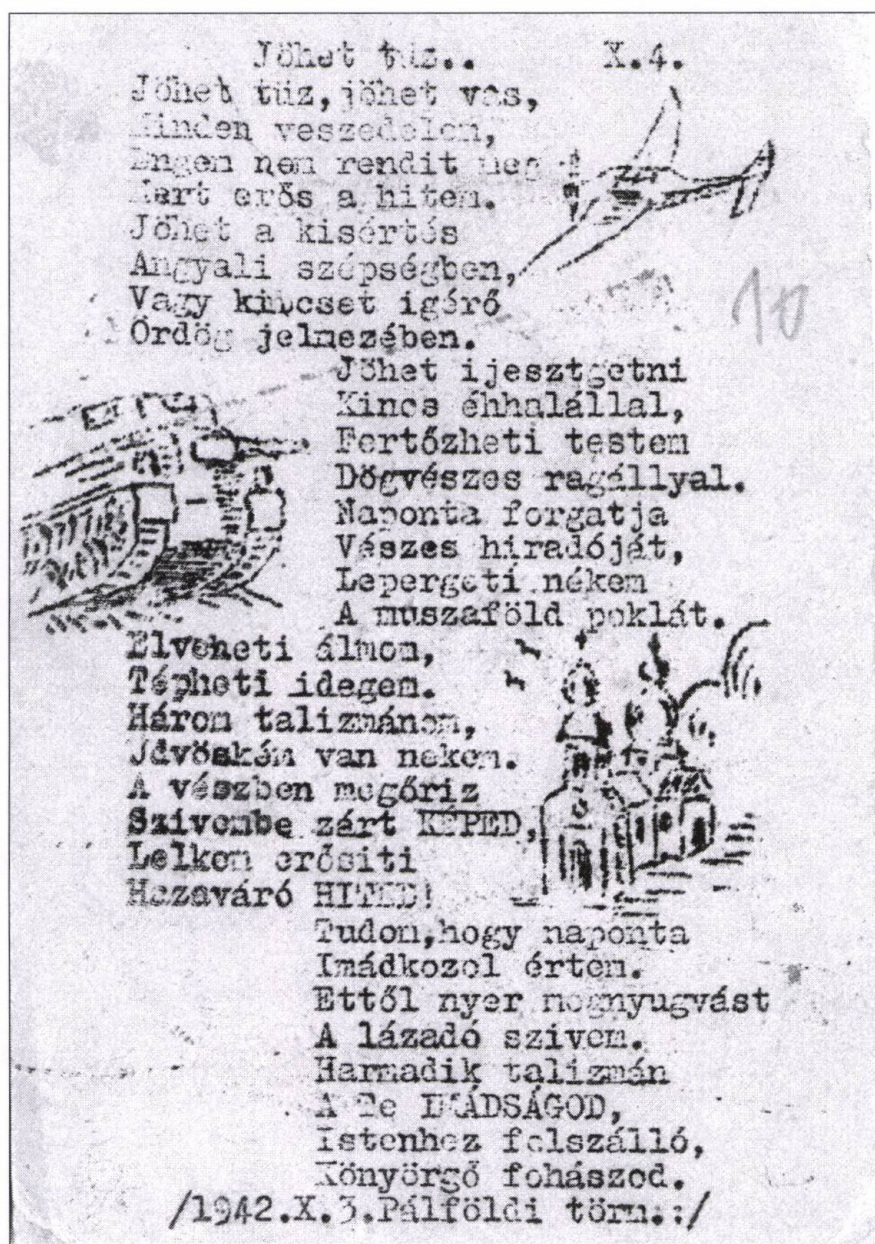 Jöhet tüz.. X.4.
Jöhet tüz, jöhet vas,
Minden veszedelem,
Engem nem rendit meg
Mert erős a hitem.
Jöhet a kisértés
Angyali szépségben,
Vagy kincset igérő
Ördög jelmezében.
10
Jöhet ijesztgetni
Kincs éhhalállal,
Fertőzheti testem
Dögvészes ragállyal.
Naponta forgatja
Vészes hiradóját,
Lepergeti nékem
A muszaföld poklát.
Elveheti álmom,
Tépheti idegem.
Három talizmánom,
Üdvöském van nekem.
A vészben megőriz
Szivembe zárt KÉPED,
Lelkem erősiti
Hazaváró HITED!
Tudom, hogy naponta
Imádkozol értem.
Ettől nyer megnyugvást
A lázadó szivem.
Harmadik talizmán
A Te IMÁDSÁGOD,
Istenhez felszálló,
Könyörgő fohászod.
/1942.X.3.Pálföldi törm.:/